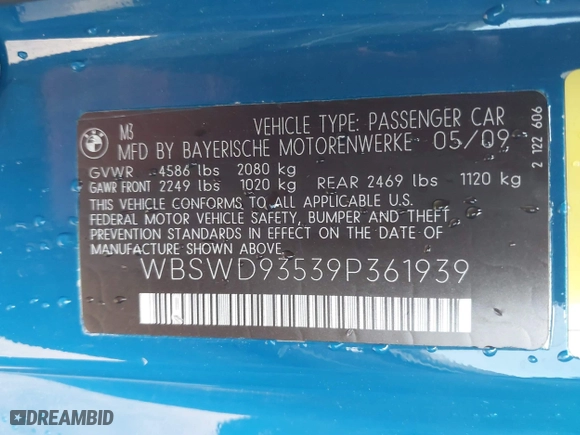 BMW
M3
VEHICLE TYPE: PASSENGER CAR
MFD BY BAYERISCHE MOTORENWERKE 05/09
GVWR 4586 lbs 2080 kg
GAWR FRONT 2249 lbs 1020 kg REAR 2469 lbs 1120 kg
THIS VEHICLE CONFORMS TO ALL APPLICABLE U.S.
FEDERAL MOTOR VEHICLE SAFETY, BUMPER AND THEFT
PREVENTION STANDARDS IN EFFECT ON THE DATE OF
MANUFACTURE SHOWN ABOVE.
WBSWD93539P361939
2 122 606
DREAMBID